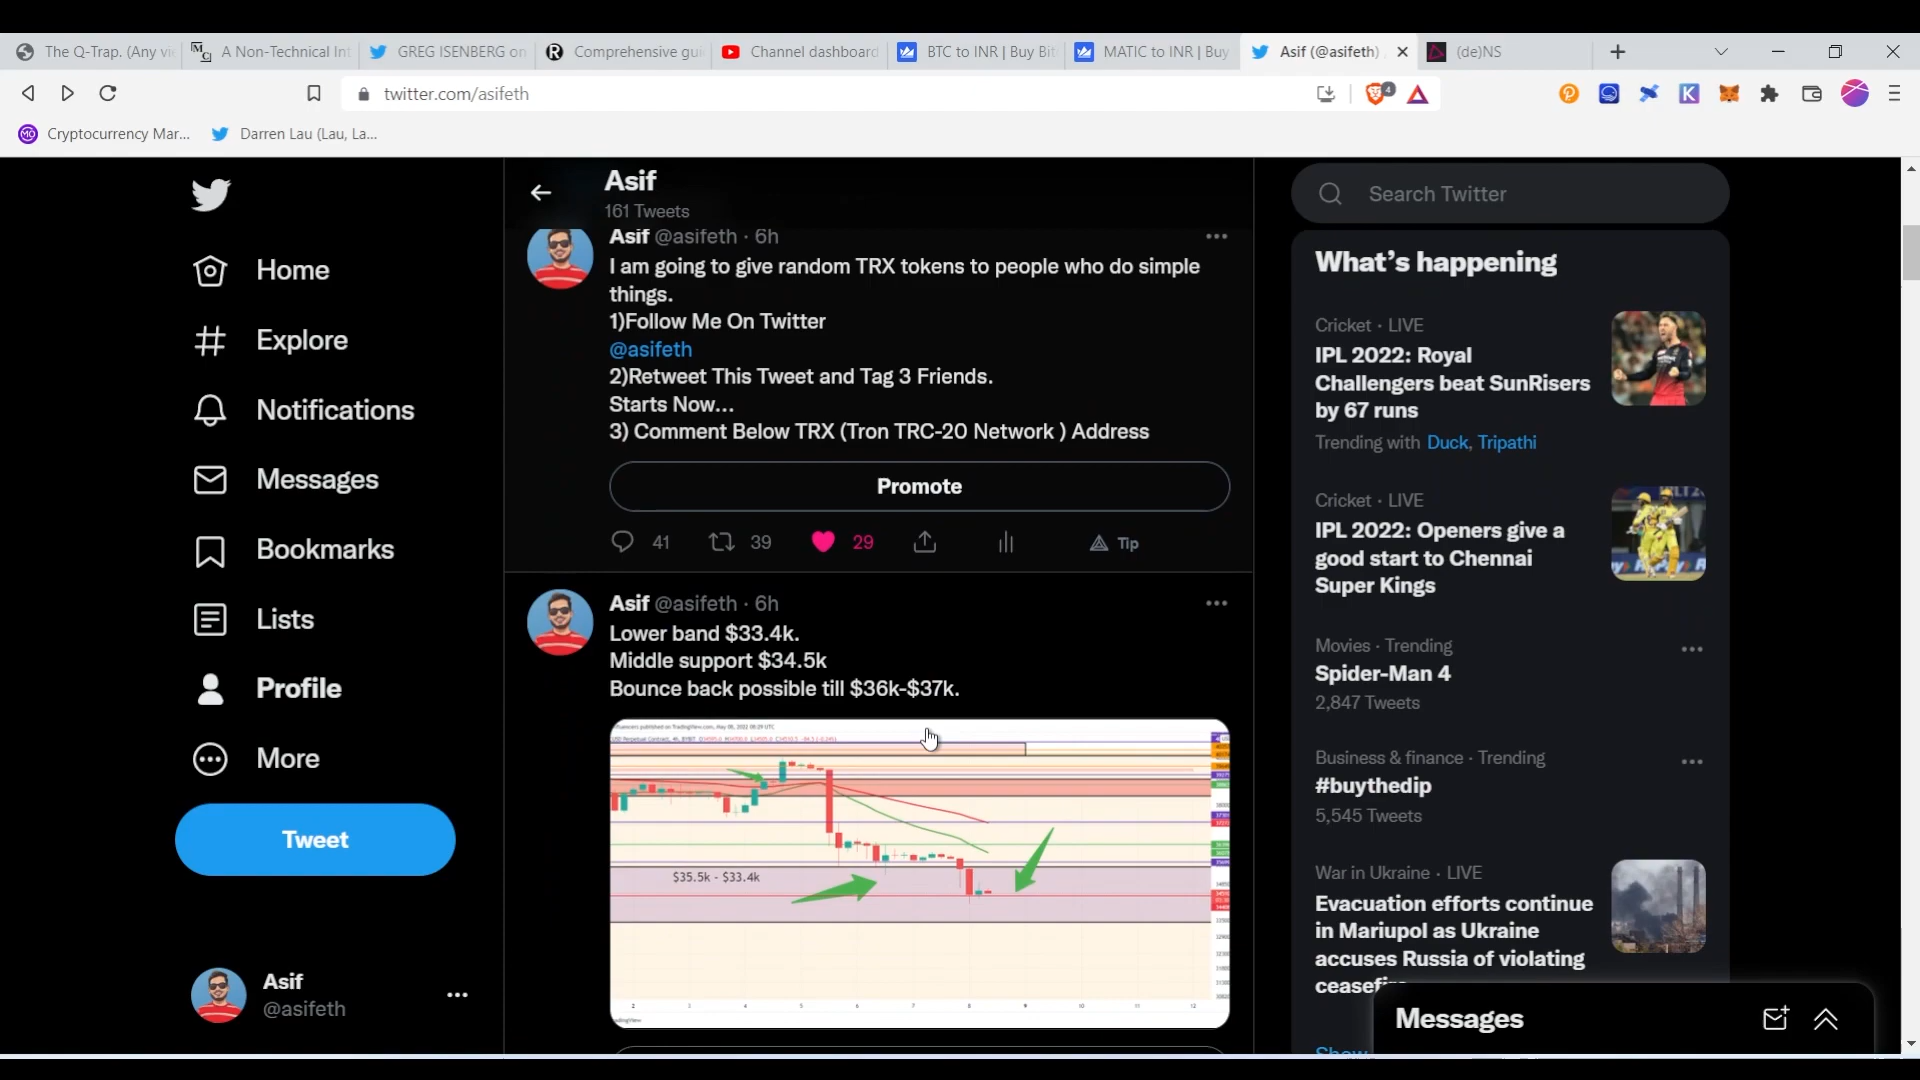 The Q-Trap. (Any vi
A Non-Technical Int
GREG ISENBERG on
Comprehensive gui
Channel dashboard
BTC to INR | Buy Bit
MATIC to INR | Buy
Asif (@asifeth)
(de)NS
twitter.com/asifeth
4
Cryptocurrency Mar...
Darren Lau (Lau, La...
Home
Explore
Notifications
Messages
Bookmarks
Lists
Profile
More
Tweet
Asif
@asifeth
Asif
161 Tweets
Asif @asifeth · 6h
I am going to give random TRX tokens to people who do simple
things.
1)Follow Me On Twitter
@asifeth
2)Retweet This Tweet and Tag 3 Friends.
Starts Now...
3) Comment Below TRX (Tron TRC-20 Network ) Address
Promote
41
39
29
Tip
Asif @asifeth · 6h
Lower band $33.4k.
Middle support $34.5k
Bounce back possible till $36k-$37k.
$35.5k - $33.4k
Search Twitter
What's happening
Cricket · LIVE
IPL 2022: Royal
Challengers beat SunRisers
by 67 runs
Trending with Duck, Tripathi
Cricket · LIVE
IPL 2022: Openers give a
good start to Chennai
Super Kings
Movies · Trending
Spider-Man 4
2,847 Tweets
Business & finance · Trending
#buythedip
5,545 Tweets
War in Ukraine · LIVE
Evacuation efforts continue
in Mariupol as Ukraine
accuses Russia of violating
ceasefire
Show
Messages